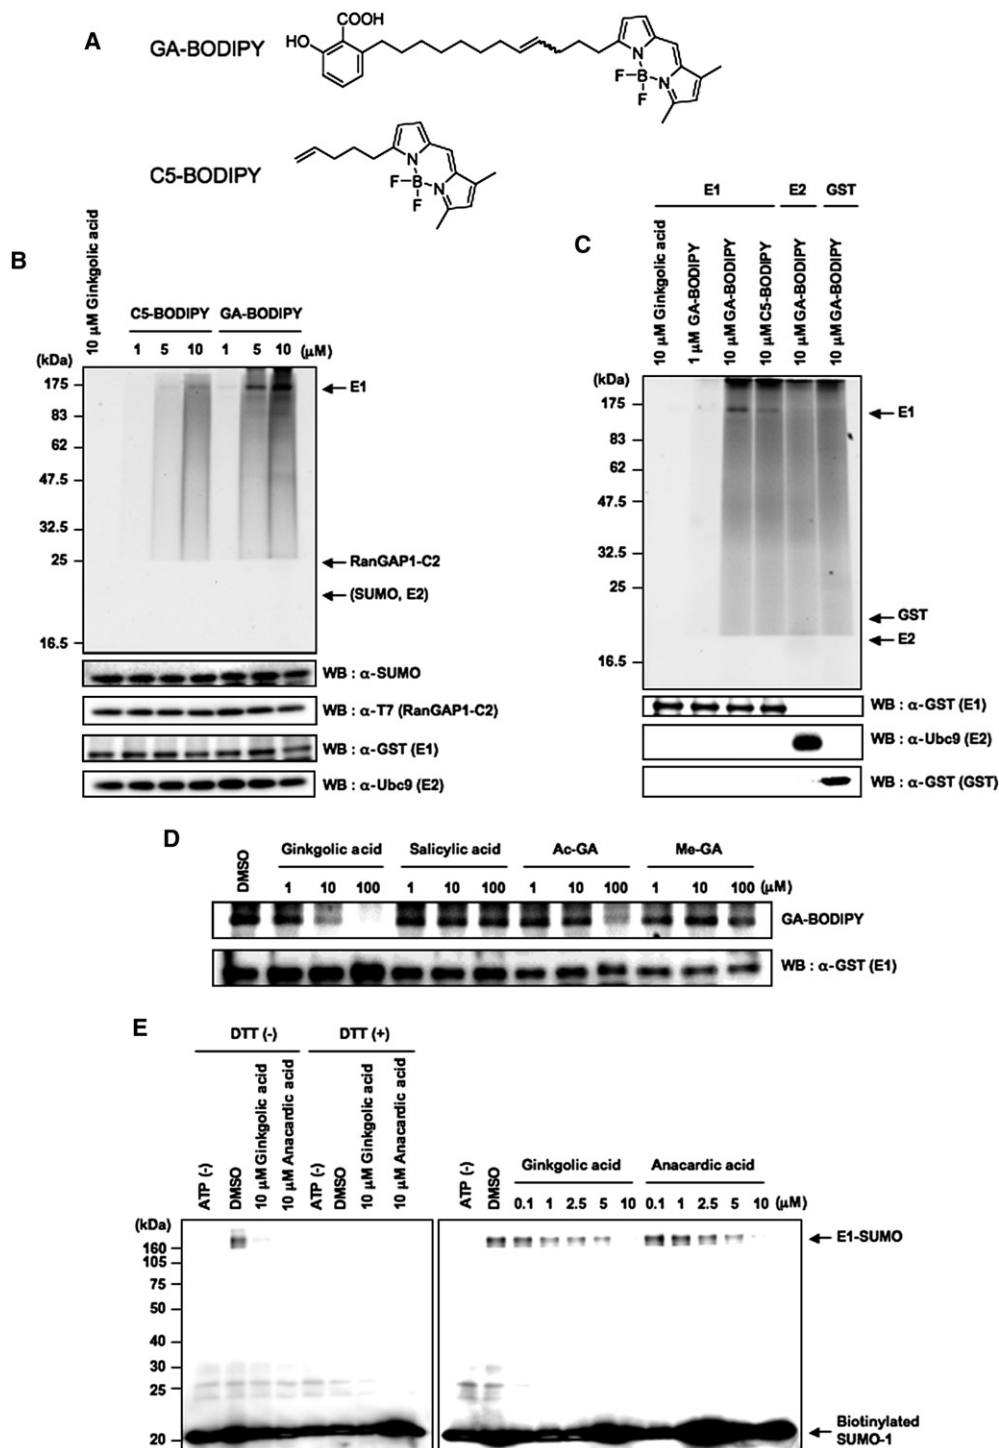 A
GA-BODIPY
COOH
HO
N
F
B
N
F
C5-BODIPY
N
F
B
N
F
B
10 μM Ginkgolic acid
C5-BODIPY GA-BODIPY
1 5 10 1 5 10 (μM)
(kDa)
175
83
62
47.5
32.5
25
16.5
E1
RanGAP1-C2
(SUMO, E2)
WB : α-SUMO
WB : α-T7 (RanGAP1-C2)
WB : α-GST (E1)
WB : α-Ubc9 (E2)
C
E1 E2 GST
10 μM Ginkgolic acid
1 μM GA-BODIPY
10 μM GA-BODIPY
10 μM C5-BODIPY
10 μM GA-BODIPY
10 μM GA-BODIPY
(kDa)
175
83
62
47.5
32.5
25
16.5
E1
GST
E2
WB : α-GST (E1)
WB : α-Ubc9 (E2)
WB : α-GST (GST)
D
DMSO
Ginkgolic acid Salicylic acid Ac-GA Me-GA
1 10 100 1 10 100 1 10 100 1 10 100 (μM)
GA-BODIPY
WB : α-GST (E1)
E
DTT (-) DTT (+)
ATP (-)
DMSO
10 μM Ginkgolic acid
10 μM Anacardic acid
ATP (-)
DMSO
10 μM Ginkgolic acid
10 μM Anacardic acid
(kDa)
160
105
75
50
40
30
25
20
ATP (-)
DMSO
Ginkgolic acid Anacardic acid
0.1 1 2.5 5 10 0.1 1 2.5 5 10 (μM)
E1-SUMO
Biotinylated
SUMO-1